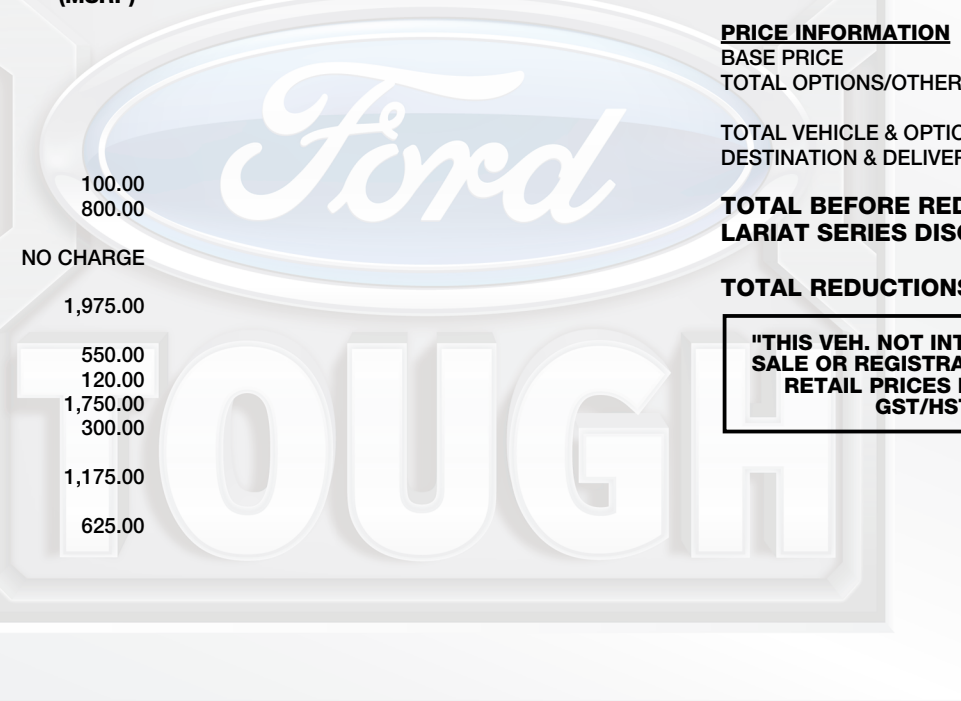 (MSRP)
100.00
800.00
NO CHARGE
1,975.00
550.00
120.00
1,750.00
300.00
1,175.00
625.00
Ford
TOUGH
PRICE INFORMATION
BASE PRICE
TOTAL OPTIONS/OTHER
TOTAL VEHICLE & OPTIO
DESTINATION & DELIVER
TOTAL BEFORE RED
LARIAT SERIES DISC
TOTAL REDUCTIONS
"THIS VEH. NOT INT
SALE OR REGISTRA
RETAIL PRICES
GST/HST